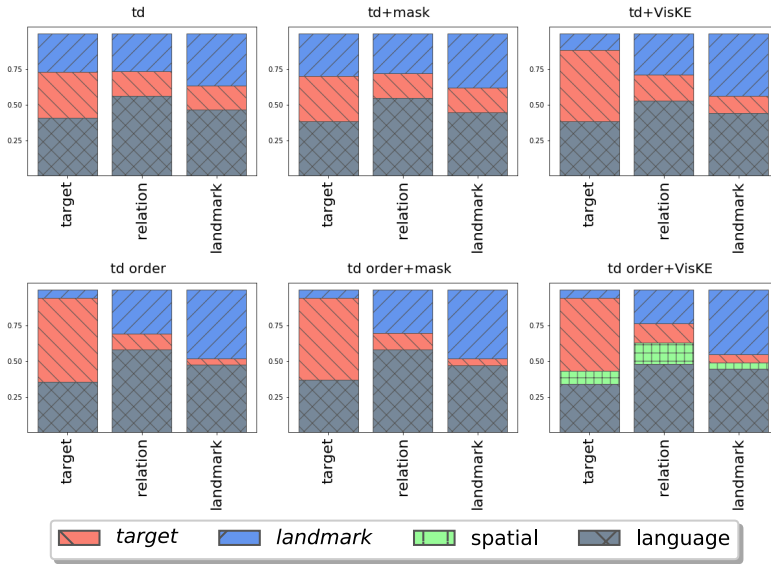 td
td+mask
td+VisKE
0.75
0.50
0.25
target
relation
landmark
0.75
0.50
0.25
target
relation
landmark
0.75
0.50
0.25
target
relation
landmark
td order
td order+mask
td order+VisKE
0.75
0.50
0.25
target
relation
landmark
0.75
0.50
0.25
target
relation
landmark
0.75
0.50
0.25
target
relation
landmark
target landmark spatial language